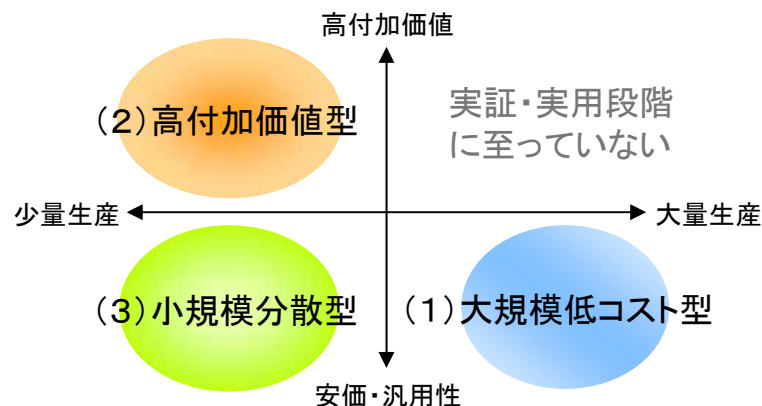 高付加価値
(2)高付加価値型
実証・実用段階
に至っていない
少量生産
大量生産
(3)小規模分散型
(1)大規模低コスト型
安価・汎用性